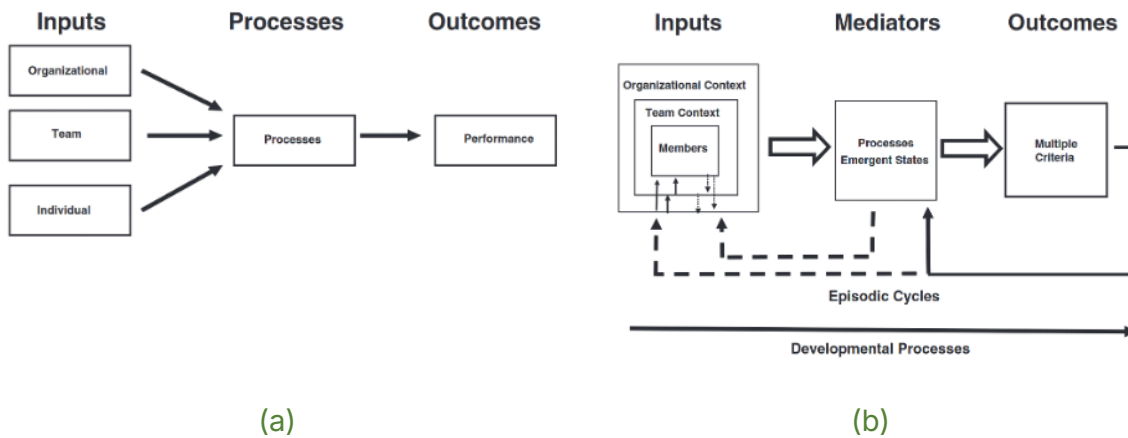 Inputs
Processes
Outcomes
Organizational
Team
Individual
Processes
Performance
(a)
Inputs
Mediators
Outcomes
Organizational Context
Team Context
Members
Processes
Emergent States
Multiple
Criteria
Episodic Cycles
Developmental Processes
(b)